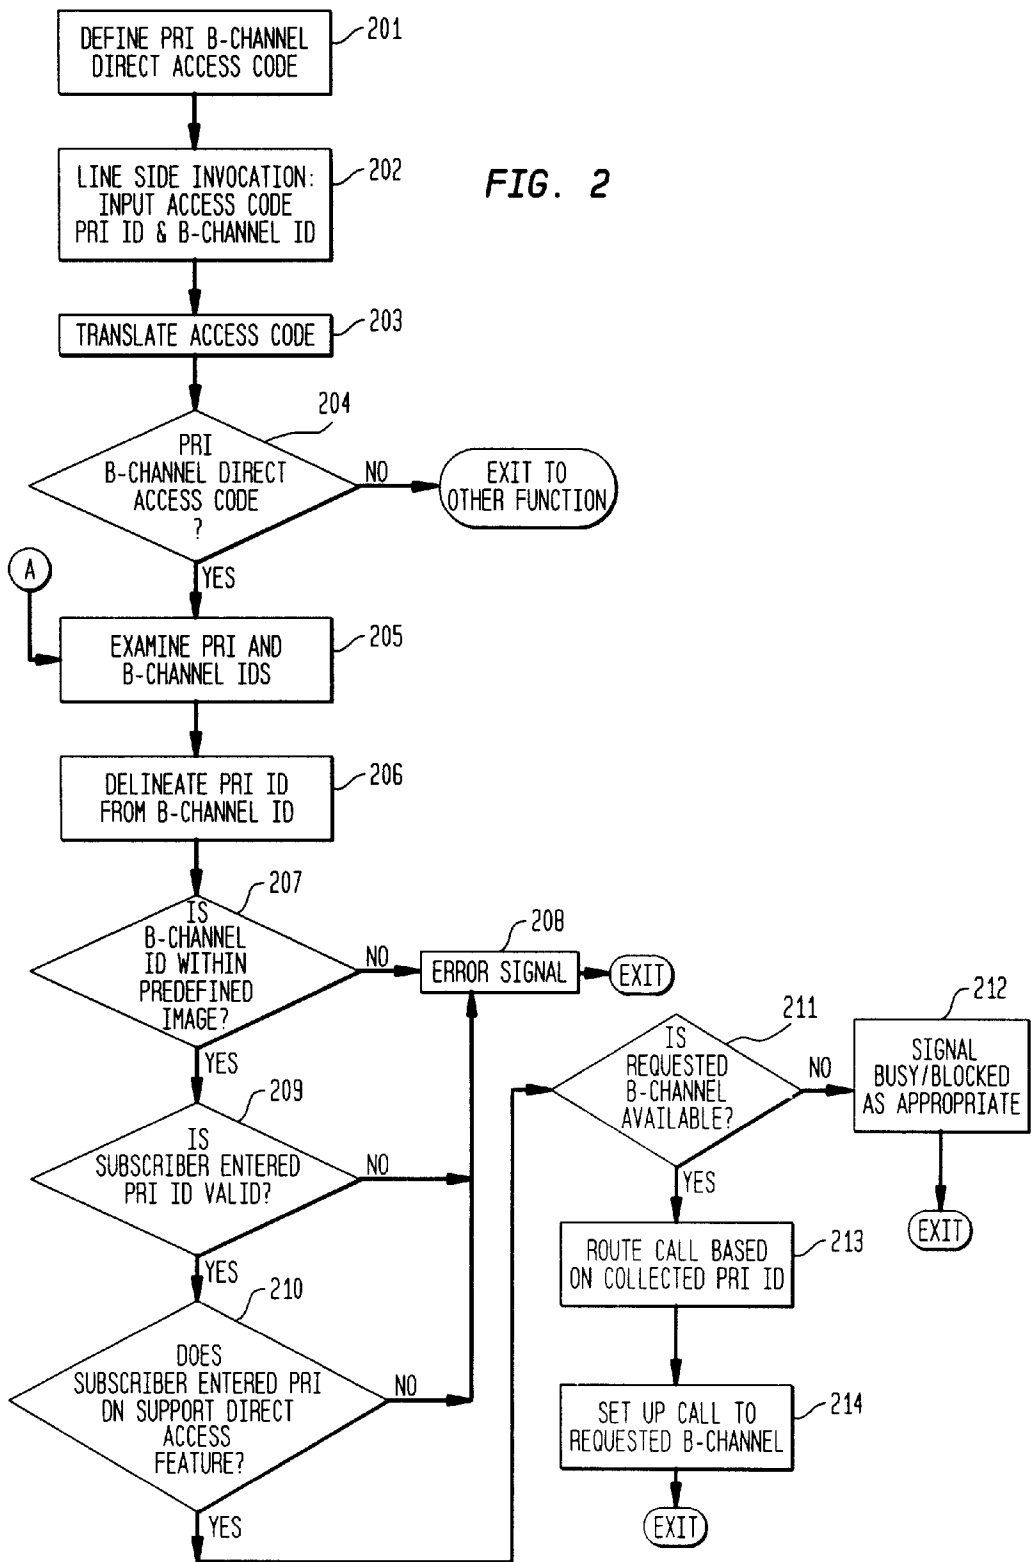 DEFINE PRI B-CHANNEL
DIRECT ACCESS CODE
201
LINE SIDE INVOCATION:
INPUT ACCESS CODE
PRI ID & B-CHANNEL ID
202
FIG. 2
TRANSLATE ACCESS CODE
203
204
PRI
B-CHANNEL DIRECT
ACCESS CODE
?
NO
EXIT TO
OTHER FUNCTION
YES
A
EXAMINE PRI AND
B-CHANNEL IDS
205
DELINEATE PRI ID
FROM B-CHANNEL ID
206
207
IS
B-CHANNEL
ID WITHIN
PREDEFINED
IMAGE?
NO
208
ERROR SIGNAL
EXIT
YES
209
IS
SUBSCRIBER ENTERED
PRI ID VALID?
NO
YES
210
DOES
SUBSCRIBER ENTERED PRI
DN SUPPORT DIRECT
ACCESS
FEATURE?
NO
YES
211
IS
REQUESTED
B-CHANNEL
AVAILABLE?
NO
212
SIGNAL
BUSY/BLOCKED
AS APPROPRIATE
EXIT
YES
ROUTE CALL BASED
ON COLLECTED PRI ID
213
SET UP CALL TO
REQUESTED B-CHANNEL
214
EXIT